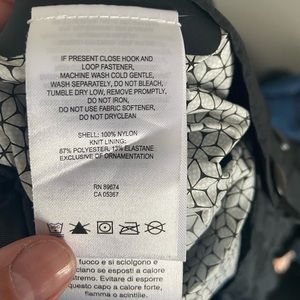 IF PRESENT CLOSE HOOK AND
LOOP FASTENER,
MACHINE WASH COLD GENTLE,
WASH SEPARATELY, DO NOT BLEACH,
TUMBLE DRY LOW, REMOVE PROMPTLY,
DO NOT IRON,
DO NOT USE FABRIC SOFTENER,
DO NOT DRYCLEAN
SHELL: 100% NYLON
KNIT LINING:
87% POLYESTER, 13% ELASTANE
EXCLUSIVE OF ORNAMENTATION
RN 89674
CA 05367
fuoco e si sciolgono e
sciano se esposti a calore
estremo. Evitare di esporre
questo capo a calore forte,
fiamma o scintille.